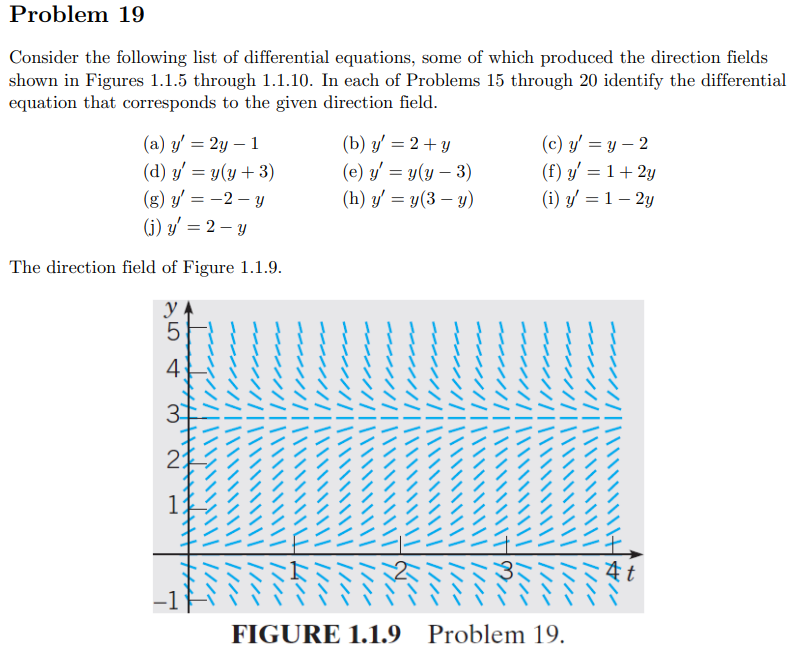 Problem 19
Consider the following list of differential equations, some of which produced the direction fields
shown in Figures 1.1.5 through 1.1.10. In each of Problems 15 through 20 identify the differential
equation that corresponds to the given direction field.
(a) y′ = 2y − 1 (b) y′ = 2 + y (c) y′ = y − 2
(d) y′ = y(y + 3) (e) y′ = y(y − 3) (f) y′ = 1 + 2y
(g) y′ = −2 − y (h) y′ = y(3 − y) (i) y′ = 1 − 2y
(j) y′ = 2 − y
The direction field of Figure 1.1.9.
y
5
4
3
2
1
1 2 3 4 t
−1
FIGURE 1.1.9 Problem 19.